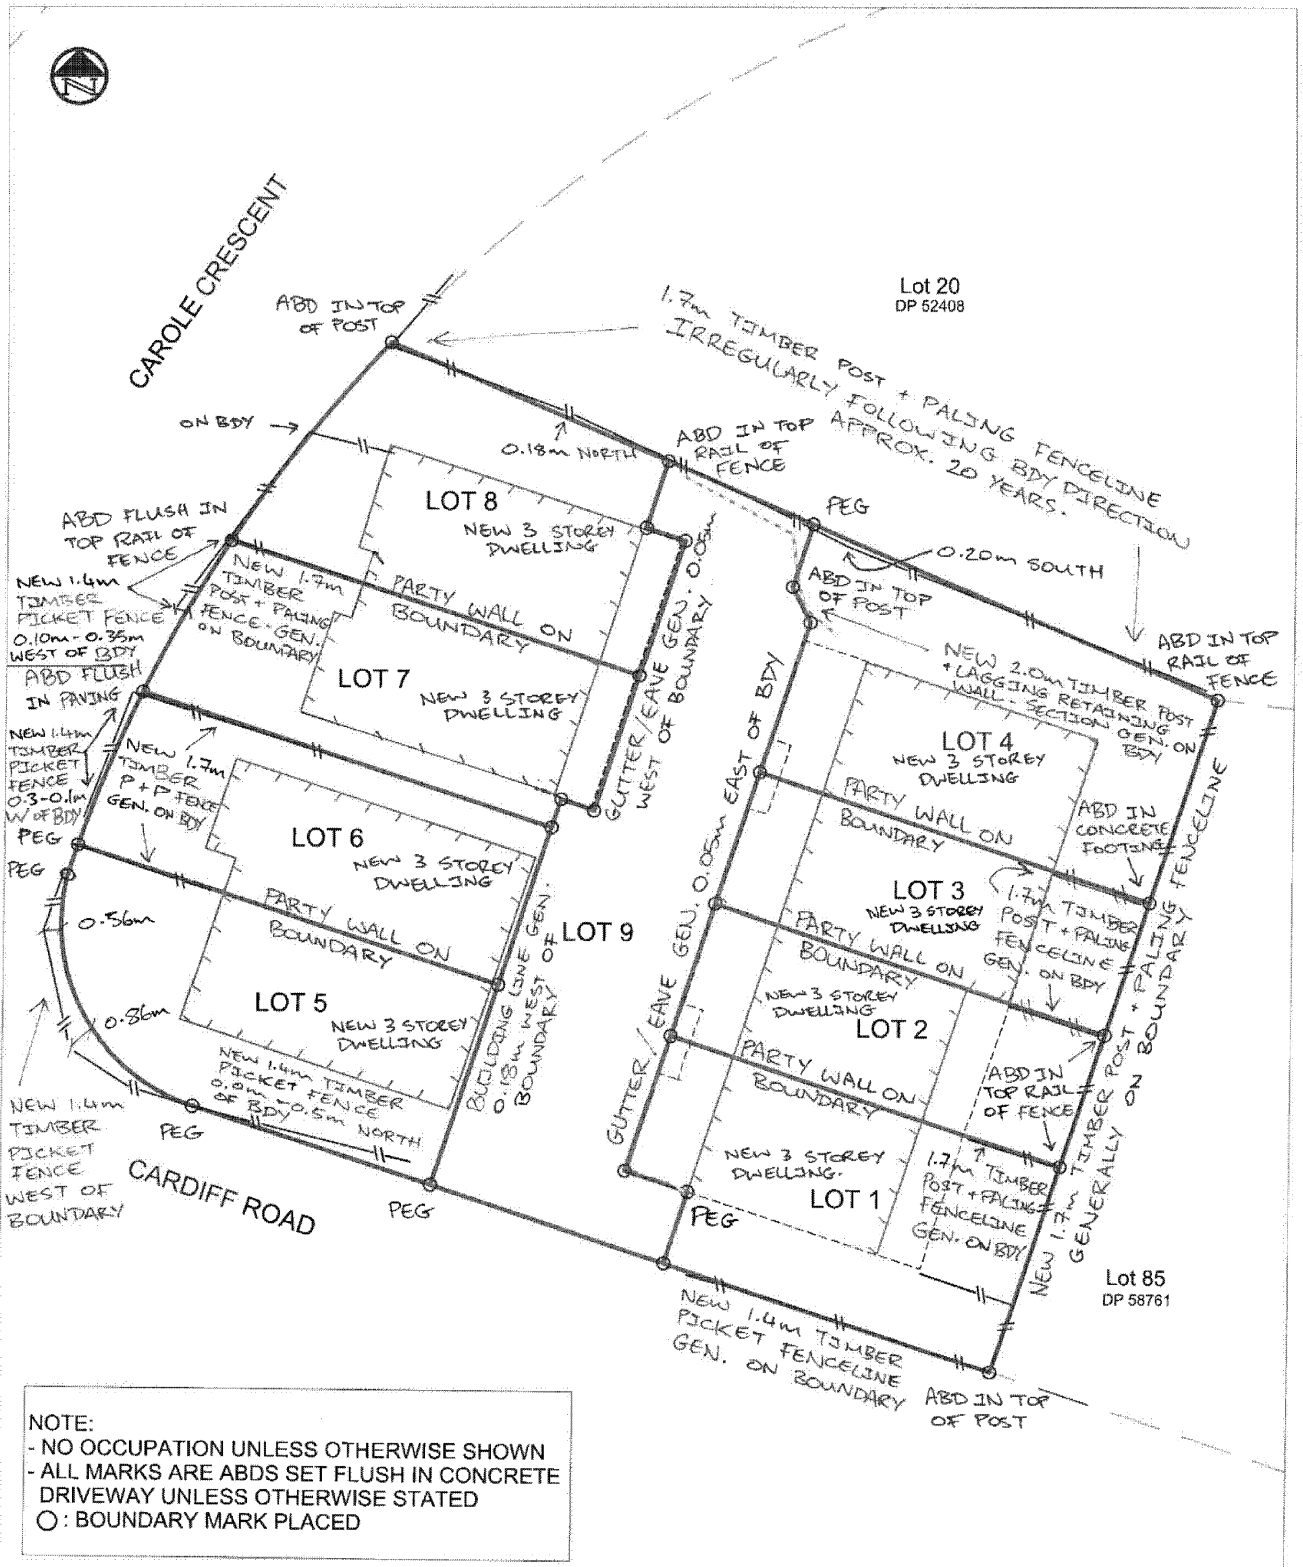 N
CAROLE CRESCENT
Lot 20
DP 52408
ABD IN TOP
OF POST
1.7m TIMBER POST + PALING FENCELINE
IRREGULARLY FOLLOWING BDY DIRECTION
APPROX. 20 YEARS.
ON BDY
0.18m NORTH
ABD IN TOP
RAIL OF
FENCE
PEG
0.20m SOUTH
ABD IN TOP
OF POST
ABD IN TOP
RAIL OF
FENCE
LOT 8
NEW 3 STOREY
DWELLING
ABD FLUSH IN
TOP RAIL OF
FENCE
NEW 1.4m
TIMBER
PICKET FENCE
0.10m - 0.35m
WEST OF BDY
NEW 1.7m
TIMBER
POST + PALING
FENCE - GEN.
ON BOUNDARY
PARTY WALL ON
BOUNDARY
GUTTER/EAVE GEN. 0.05m
WEST OF BOUNDARY
NEW 2.0m TIMBER POST
+ LAGGING RETAINING
WALL - SECTION GEN. ON
BDY
ABD FLUSH
IN PAVING
LOT 7
NEW 3 STOREY
DWELLING
LOT 4
NEW 3 STOREY
DWELLING
NEW 1.4m
TIMBER
PICKET
FENCE
0.3-0.1m
W OF BDY
NEW 1.7m
TIMBER
P + P FENCE
GEN. ON BDY
PEG
PEG
LOT 6
NEW 3 STOREY
DWELLING
PARTY WALL ON
BOUNDARY
ABD IN
CONCRETE
FOOTING
LOT 3
NEW 3 STOREY
DWELLING
1.7m TIMBER
POST + PALING
FENCELINE
GEN. ON BDY
GUTTER/EAVE GEN. 0.05m EAST OF BDY
0.56m
PARTY WALL ON
BOUNDARY
BUILDING LINE GEN.
0.18m WEST OF
BOUNDARY
LOT 9
PARTY WALL ON
BOUNDARY
NEW 3 STOREY
DWELLING
LOT 2
LOT 5
NEW 3 STOREY
DWELLING
0.86m
NEW 1.4m TIMBER
PICKET FENCE
0.0m - 0.5m NORTH
OF BDY
PARTY WALL ON
BOUNDARY
ABD IN
TOP RAIL
OF FENCE
NEW 1.7m TIMBER POST + PALING FENCELINE
GENERALLY ON BOUNDARY
NEW 1.4m
TIMBER
PICKET
FENCE
WEST OF
BOUNDARY
PEG
CARDIFF ROAD
PEG
NEW 3 STOREY
DWELLING.
LOT 1
1.7m TIMBER
POST + PALING
FENCELINE
GEN. ON BDY
PEG
Lot 85
DP 58761
NEW 1.4m TIMBER
PICKET FENCELINE
GEN. ON BOUNDARY
ABD IN TOP
OF POST
NOTE:
- NO OCCUPATION UNLESS OTHERWISE SHOWN
- ALL MARKS ARE ABDS SET FLUSH IN CONCRETE
DRIVEWAY UNLESS OTHERWISE STATED
O : BOUNDARY MARK PLACED